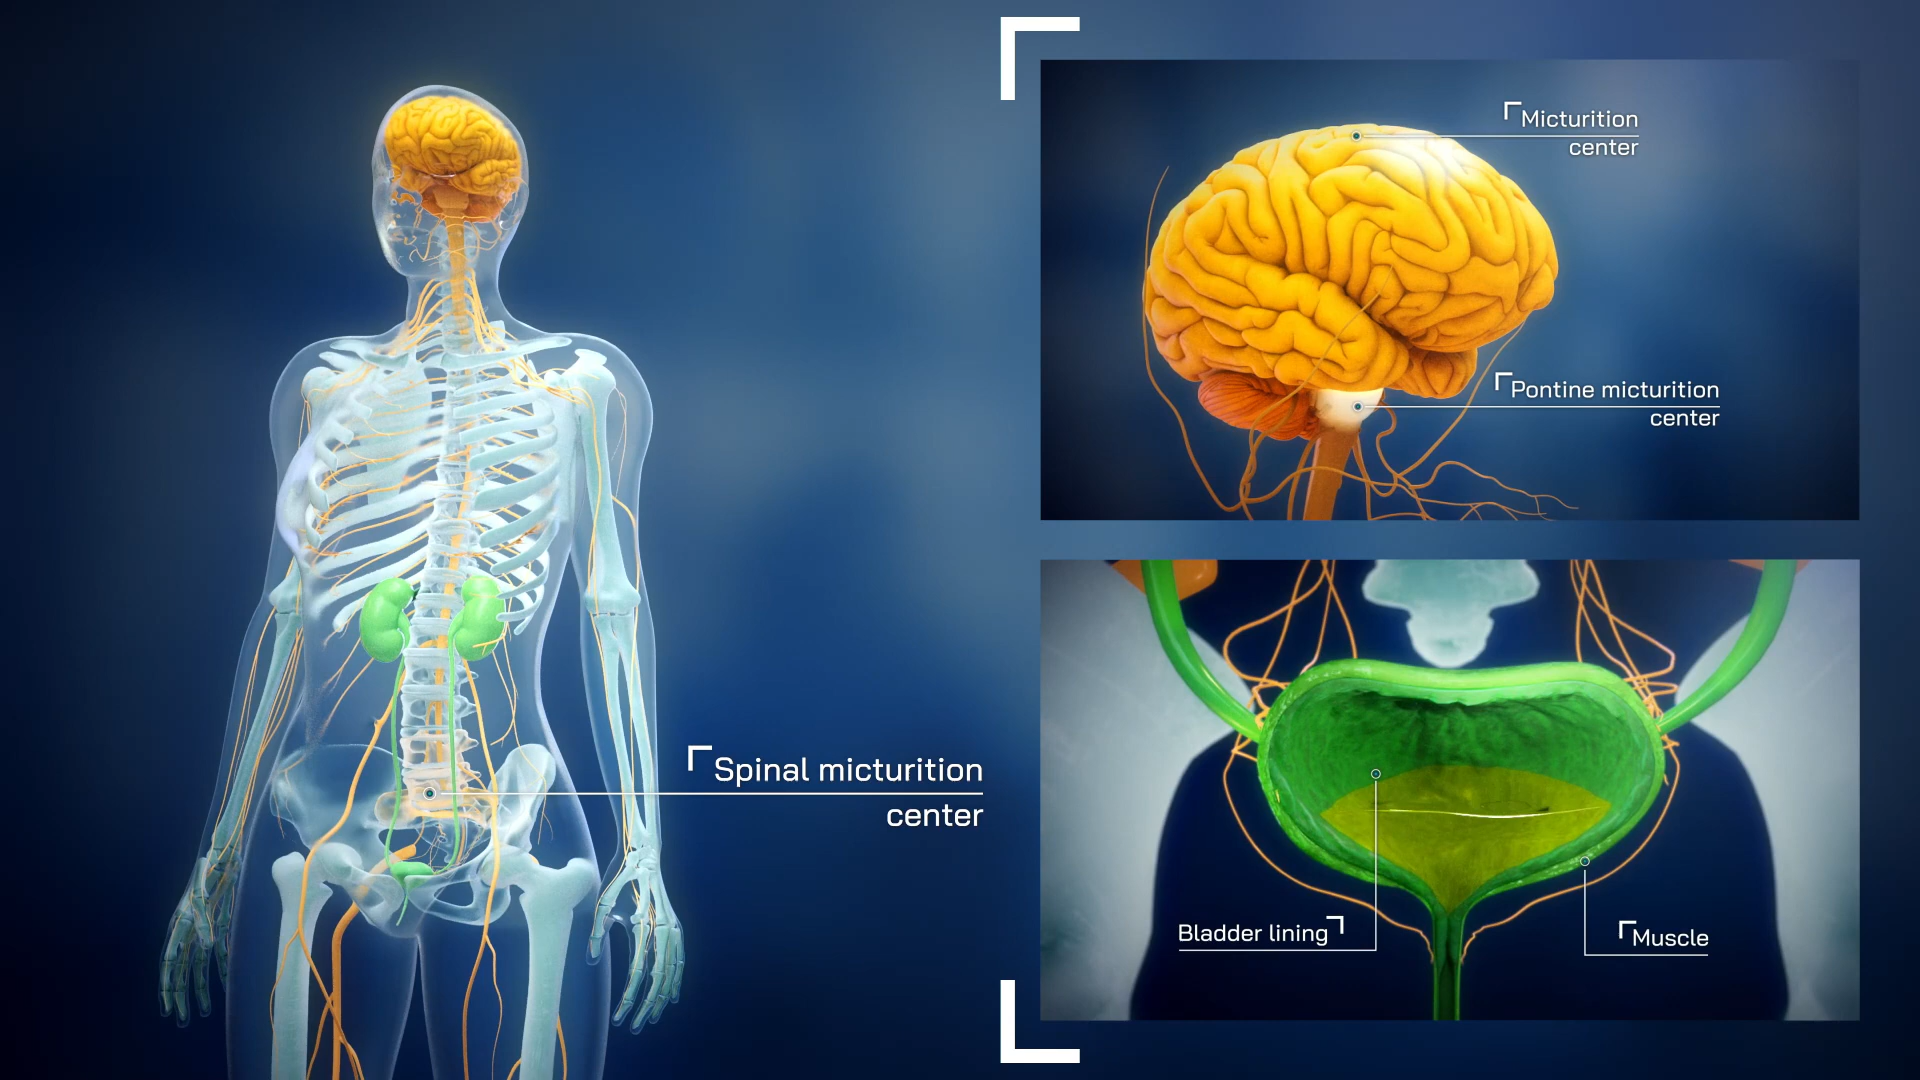 Spinal micturition
center
Micturition
center
Pontine micturition
center
Bladder lining
Muscle